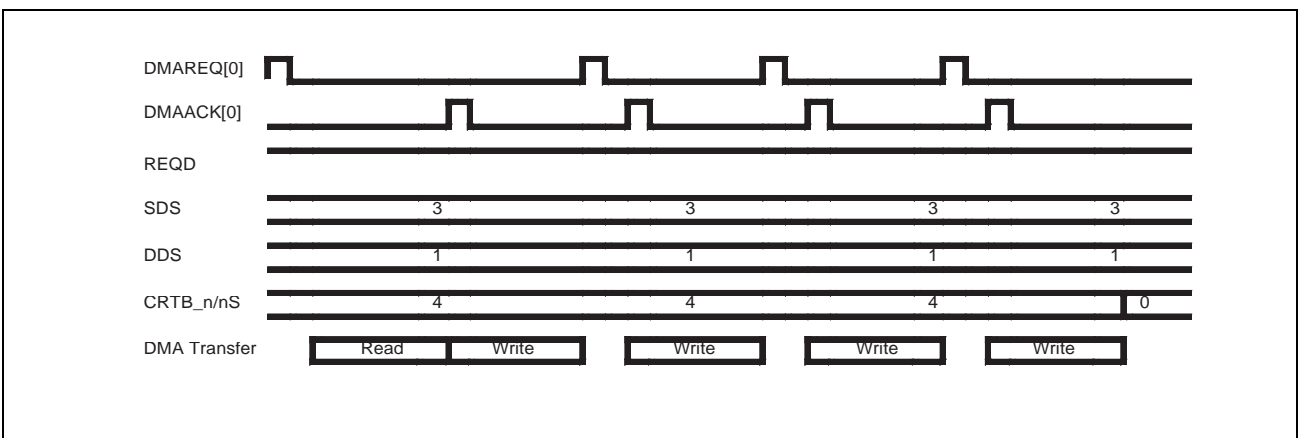 DMAREQ[0]
DMAACK[0]
REQD
SDS 3 3 3 3
DDS 1 1 1 1
CRTB_n/nS 4 4 4 0
DMA Transfer Read Write Write Write Write